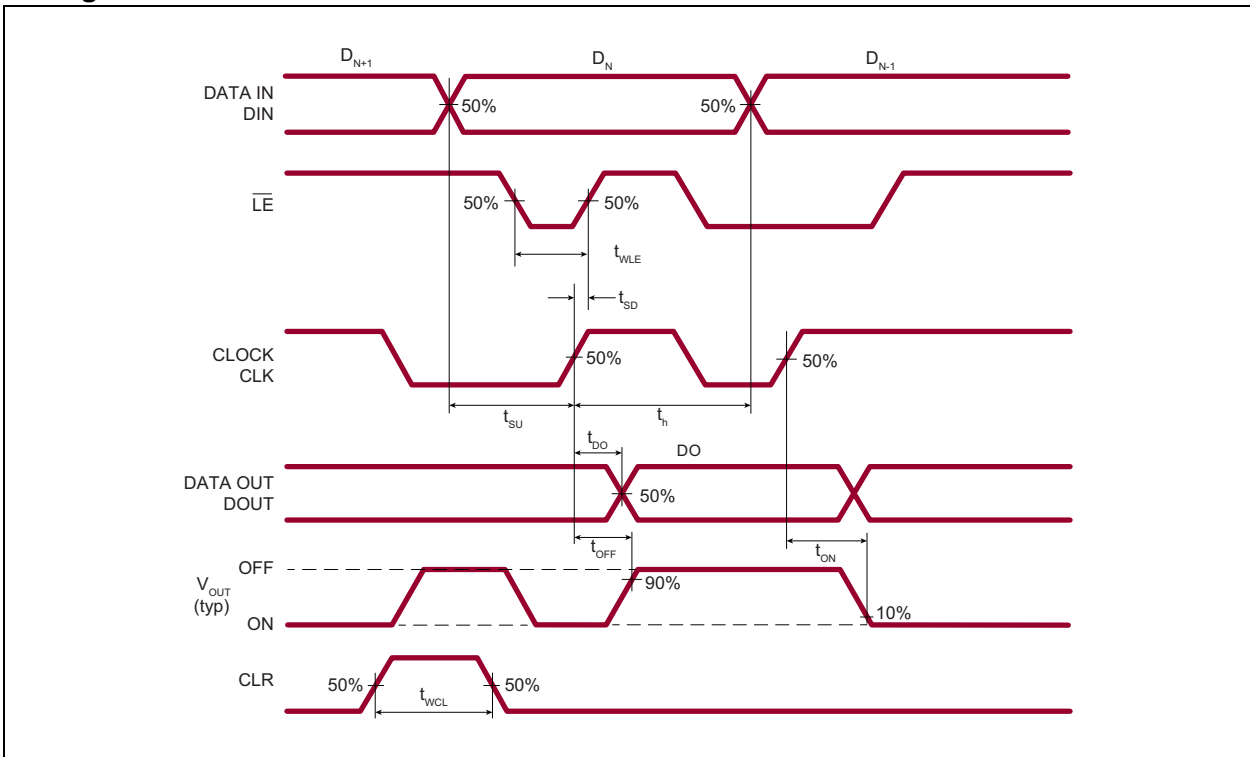 D_N+1 D_N D_N-1
DATA IN
DIN
50% 50%
LE
50% 50%
t_WLE
t_SD
CLOCK
CLK
50% 50%
t_SU t_h
t_DO DO
DATA OUT
DOUT
50%
t_OFF t_ON
OFF
V_OUT
(typ)
90%
10%
ON
CLR
50% 50%
t_WCL